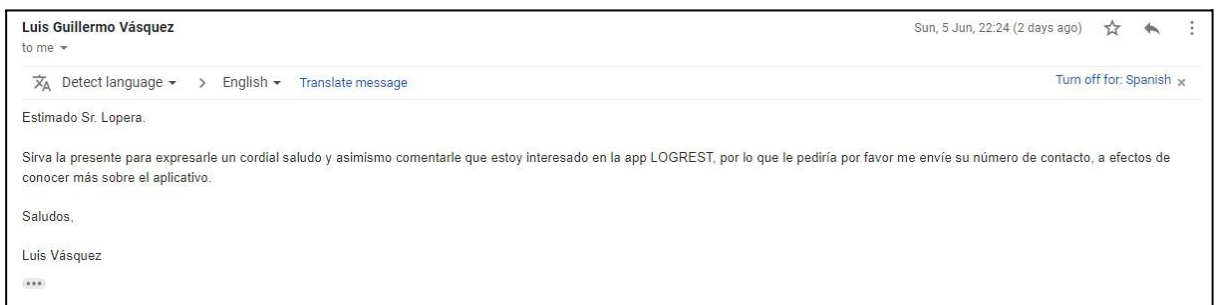 Luis Guillermo Vásquez
Sun, 5 Jun, 22:24 (2 days ago)
to me
Detect language > English Translate message
Turn off for: Spanish x
Estimado Sr. Lopera.
Sirva la presente para expresarle un cordial saludo y asimismo comentarle que estoy interesado en la app LOGREST, por lo que le pediría por favor me envíe su número de contacto, a efectos de
conocer más sobre el aplicativo.
Saludos,
Luis Vásquez